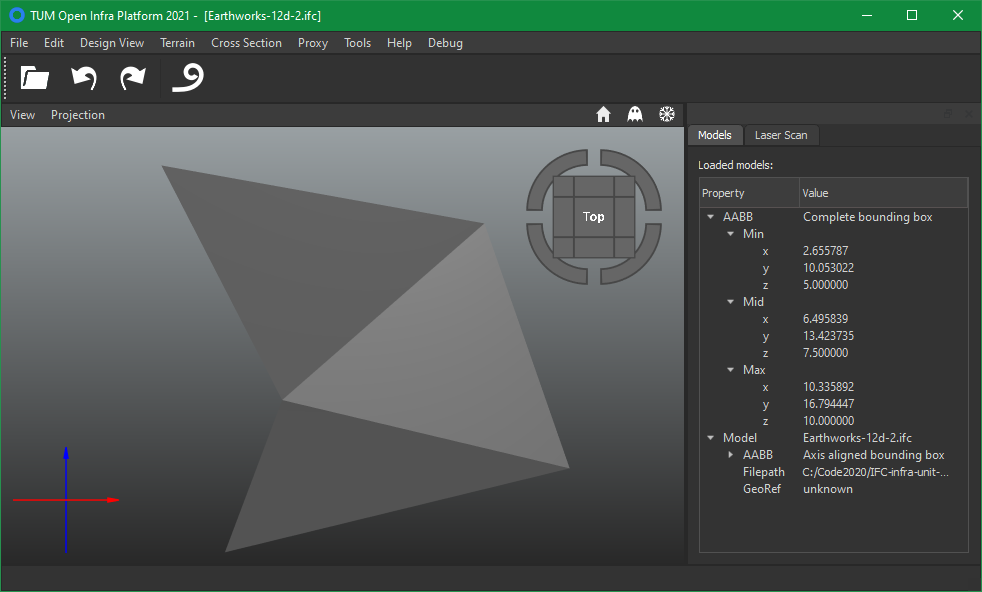 TUM Open Infra Platform 2021 - [Earthworks-12d-2.ifc]
File Edit Design View Terrain Cross Section Proxy Tools Help Debug
View Projection
Top
Models Laser Scan
Loaded models:
Property Value
AABB Complete bounding box
Min
x 2.655787
y 10.053022
z 5.000000
Mid
x 6.495839
y 13.423735
z 7.500000
Max
x 10.335892
y 16.794447
z 10.000000
Model Earthworks-12d-2.ifc
AABB Axis aligned bounding box
Filepath C:/Code2020/IFC-infra-unit-...
GeoRef unknown